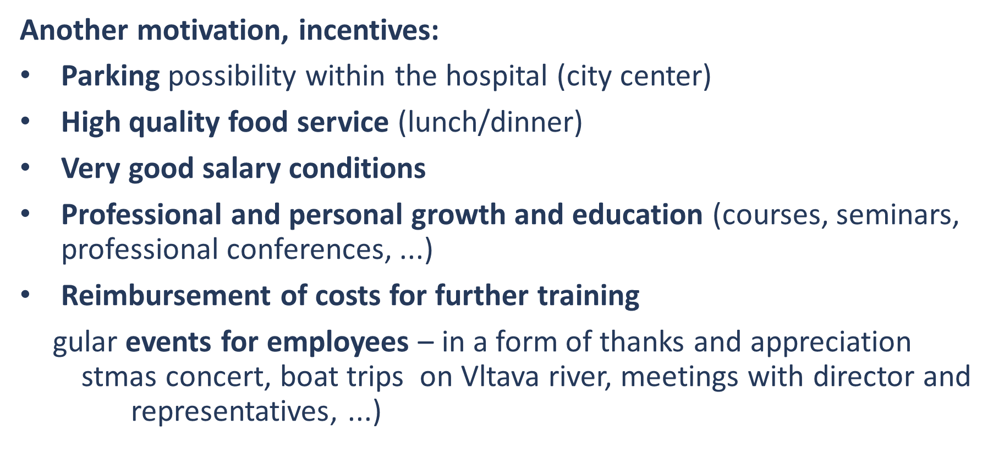 Another motivation, incentives:
• Parking possibility within the hospital (city center)
• High quality food service (lunch/dinner)
• Very good salary conditions
• Professional and personal growth and education (courses, seminars,
professional conferences, ...)
• Reimbursement of costs for further training
gular events for employees – in a form of thanks and appreciation
stmas concert, boat trips on Vltava river, meetings with director and
representatives, ...)